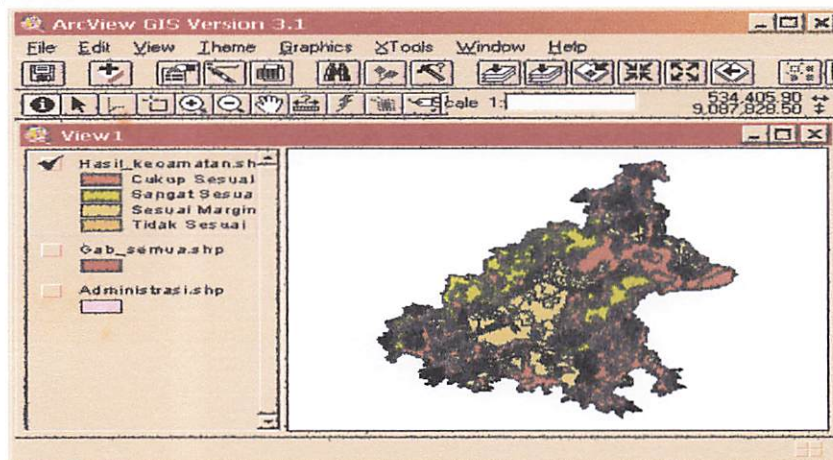 ArcView GIS Version 3.1
File Edit View Theme Graphics XTools Window Help
Scale 1:
534,405.90
9,087,828.50
View1
Hasil_kecamatan.sh
Cukup Sesuai
Sangat Sesua
Sesuai Margin
Tidak Sesuai
Gab_semua.shp
Administrasi.shp